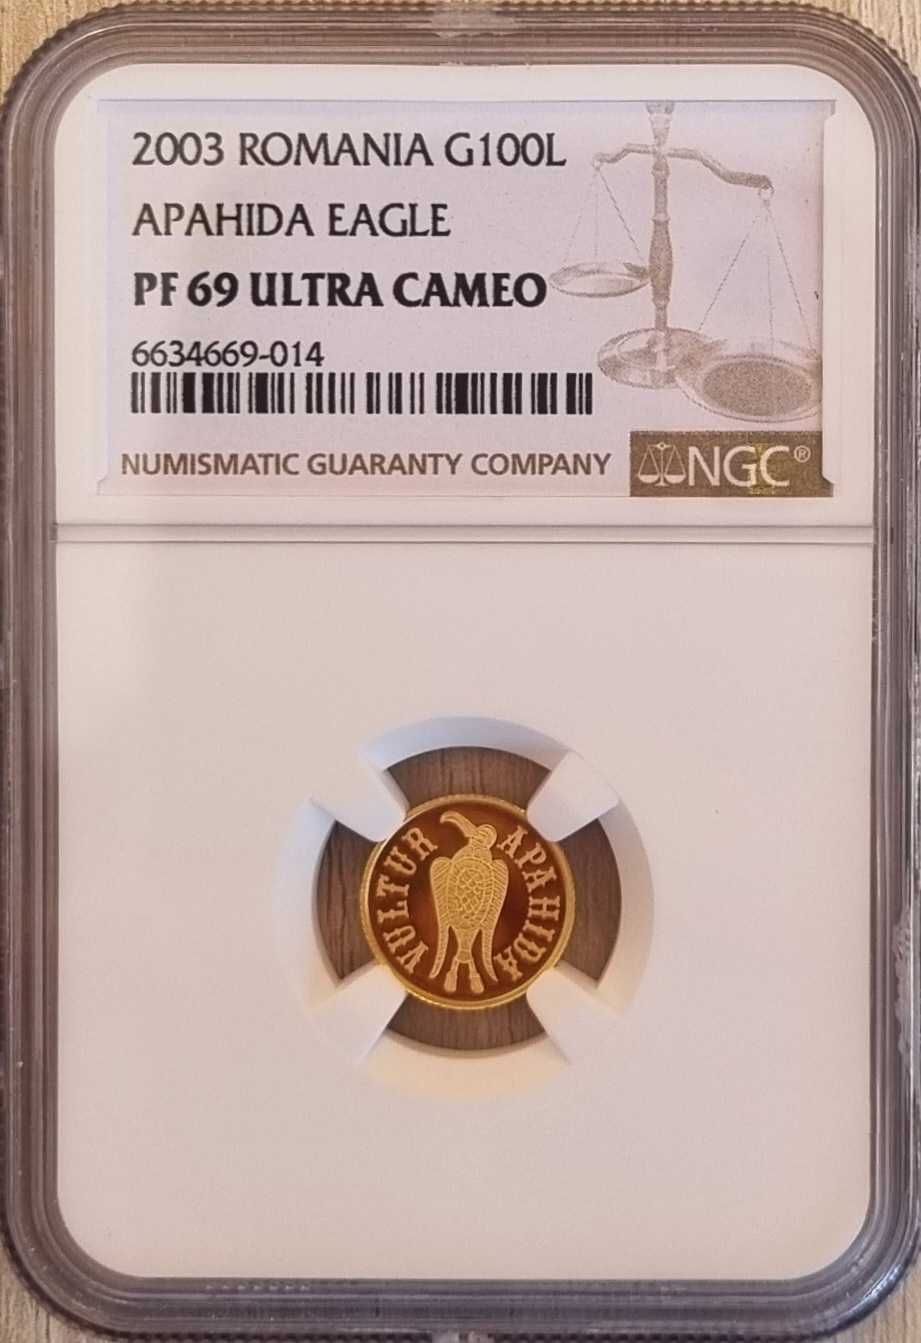 2003 ROMANIA G100L
APAHIDA EAGLE
PF 69 ULTRA CAMEO
6634669-014
NUMISMATIC GUARANTY COMPANY
NGC®
VULTUR APAHIDA